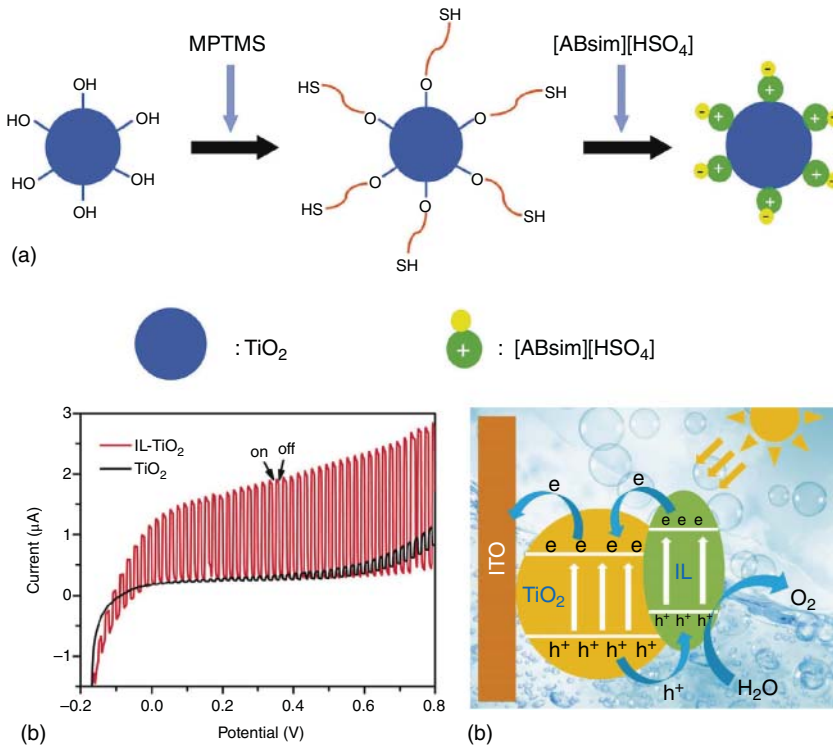 MPTMS
[ABsim][HSO₄]
OH
HO
OH
HO
OH
OH
SH
HS
SH
O
O
O
O
O
O
HS
SH
SH
-
+
-
+
-
+
-
+
-
+
-
+
(a)
: TiO₂
+
: [ABsim][HSO₄]
3
2
1
0
−1
Current (μA)
IL-TiO₂
TiO₂
on
off
−0.2
0.0
0.2
0.4
0.6
0.8
Potential (V)
(b)
ITO
e
e
e e e
e e e e
TiO₂
IL
h⁺ h⁺ h⁺
h⁺ h⁺ h⁺ h⁺
h⁺
O₂
H₂O
(b)